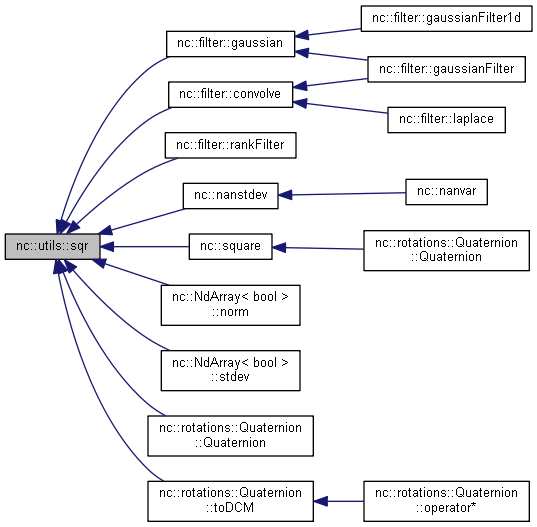 nc::utils::sqr
nc::filter::gaussian
nc::filter::gaussianFilter1d
nc::filter::gaussianFilter
nc::filter::convolve
nc::filter::laplace
nc::filter::rankFilter
nc::nanstdev
nc::nanvar
nc::square
nc::rotations::Quaternion
::Quaternion
nc::NdArray< bool >
::norm
nc::NdArray< bool >
::stdev
nc::rotations::Quaternion
::Quaternion
nc::rotations::Quaternion
::toDCM
nc::rotations::Quaternion
::operator*